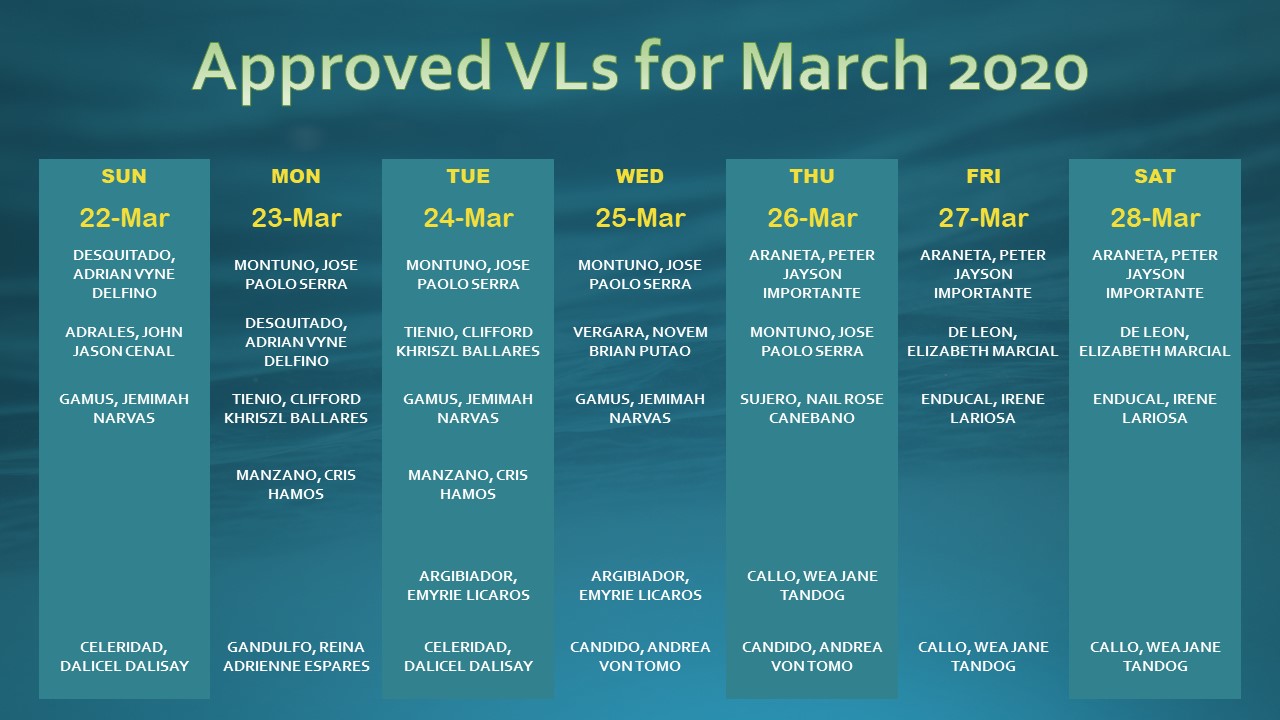 Approved VLs for March 2020
SUN
22-Mar
DESQUITADO,
ADRIAN VYNE
DELFINO
ADRALES, JOHN
JASON CENAL
GAMUS, JEMIMAH
NARVAS
CELERIDAD,
DALICEL DALISAY
MON
23-Mar
MONTUNO, JOSE
PAOLO SERRA
DESQUITADO,
ADRIAN VYNE
DELFINO
TIENIO, CLIFFORD
KHRISZL BALLARES
MANZANO, CRIS
HAMOS
GANDULFO, REINA
ADRIENNE ESPARES
TUE
24-Mar
MONTUNO, JOSE
PAOLO SERRA
TIENIO, CLIFFORD
KHRISZL BALLARES
GAMUS, JEMIMAH
NARVAS
MANZANO, CRIS
HAMOS
ARGIBIADOR,
EMYRIE LICAROS
CELERIDAD,
DALICEL DALISAY
WED
25-Mar
MONTUNO, JOSE
PAOLO SERRA
VERGARA, NOVEM
BRIAN PUTAO
GAMUS, JEMIMAH
NARVAS
ARGIBIADOR,
EMYRIE LICAROS
CANDIDO, ANDREA
VON TOMO
THU
26-Mar
ARANETA, PETER
JAYSON
IMPORTANTE
MONTUNO, JOSE
PAOLO SERRA
SUJERO, NAIL ROSE
CANEBANO
CALLO, WEA JANE
TANDOG
CANDIDO, ANDREA
VON TOMO
FRI
27-Mar
ARANETA, PETER
JAYSON
IMPORTANTE
DE LEON,
ELIZABETH MARCIAL
ENDUCAL, IRENE
LARIOSA
CALLO, WEA JANE
TANDOG
SAT
28-Mar
ARANETA, PETER
JAYSON
IMPORTANTE
DE LEON,
ELIZABETH MARCIAL
ENDUCAL, IRENE
LARIOSA
CALLO, WEA JANE
TANDOG